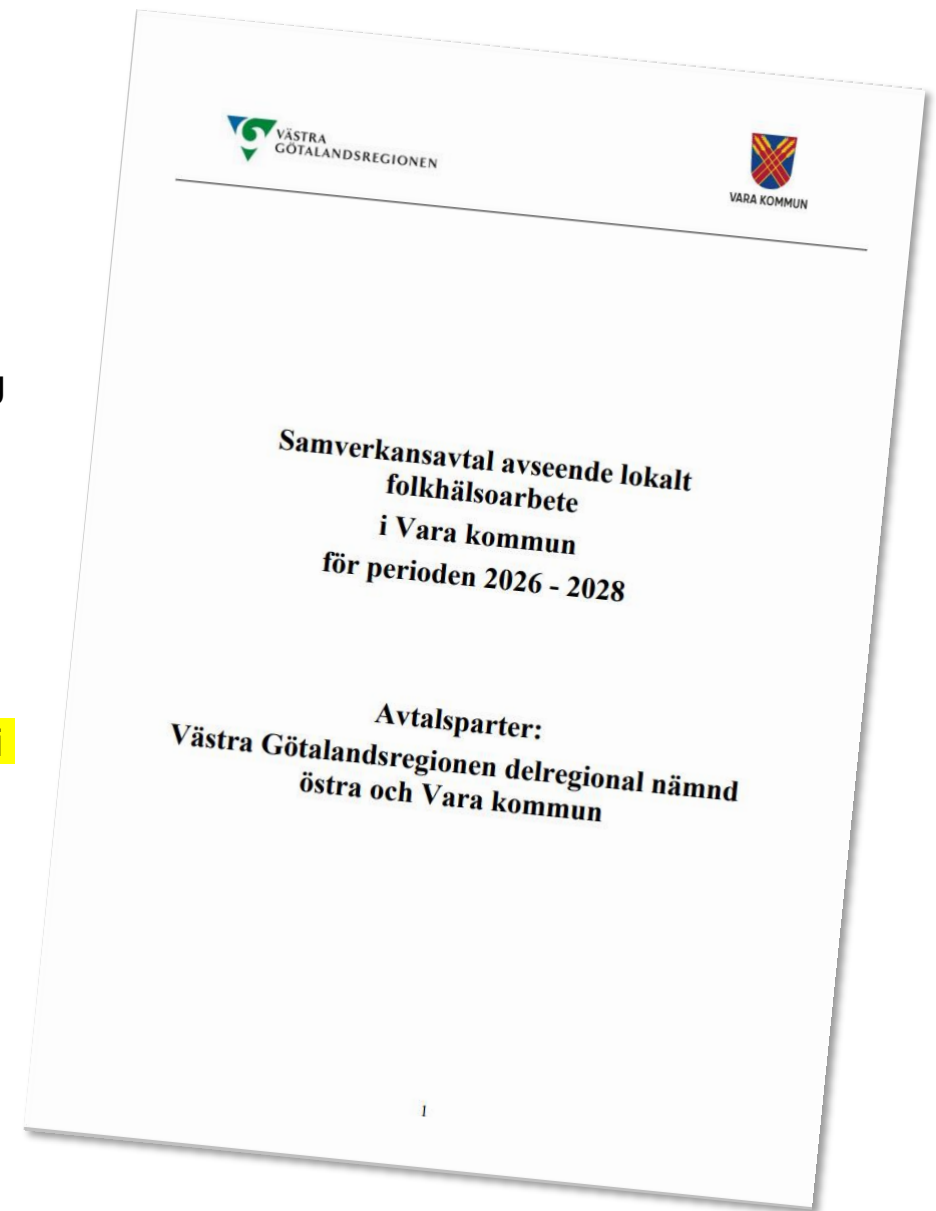 VÄSTRA
GÖTALANDSREGIONEN
VARA KOMMUN
Samverkansavtal avseende lokalt
folkhälsoarbete
i Vara kommun
för perioden 2026 - 2028
Avtalsparter:
Västra Götalandsregionen delregional nämnd
östra och Vara kommun
1